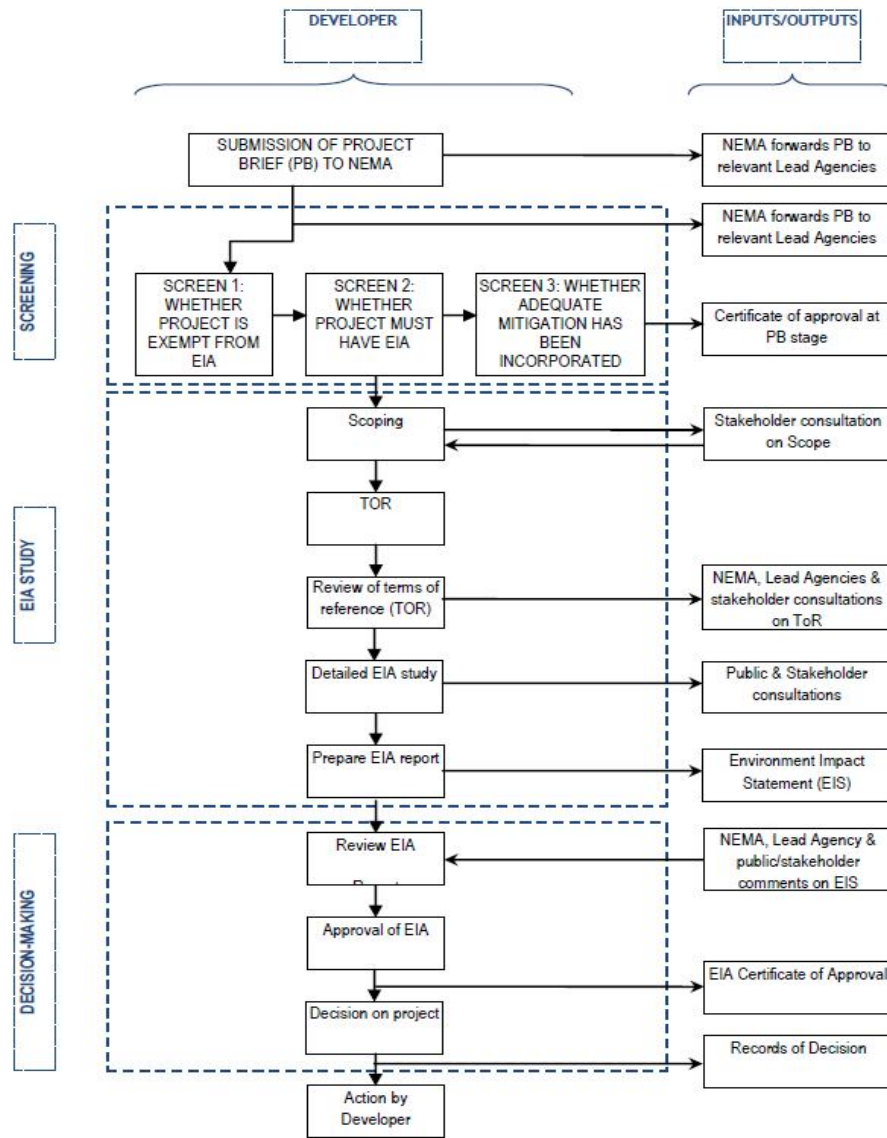 DEVELOPER
INPUTS/OUTPUTS
SUBMISSION OF PROJECT
BRIEF (PB) TO NEMA
NEMA forwards PB to
relevant Lead Agencies
SCREENING
NEMA forwards PB to
relevant Lead Agencies
SCREEN 1:
WHETHER
PROJECT IS
EXEMPT FROM
EIA
SCREEN 2:
WHETHER
PROJECT MUST
HAVE EIA
SCREEN 3: WHETHER
ADEQUATE
MITIGATION HAS
BEEN
INCORPORATED
Certificate of approval at
PB stage
EIA STUDY
Scoping
Stakeholder consultation
on Scope
TOR
Review of terms of
reference (TOR)
NEMA, Lead Agencies &
stakeholder consultations
on ToR
Detailed EIA study
Public & Stakeholder
consultations
Prepare EIA report
Environment Impact
Statement (EIS)
DECISION-MAKING
Review EIA
NEMA, Lead Agency &
public/stakeholder
comments on EIS
Approval of EIA
EIA Certificate of Approval
Decision on project
Records of Decision
Action by
Developer